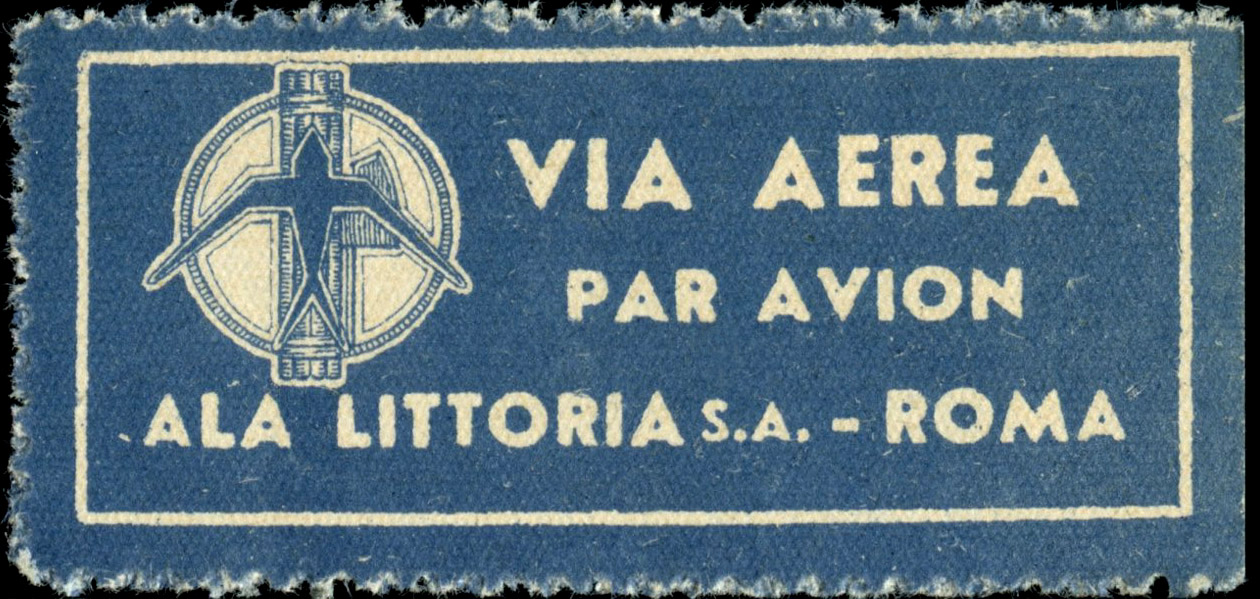 VIA AEREA
PAR AVION
ALA LITTORIA S.A. - ROMA